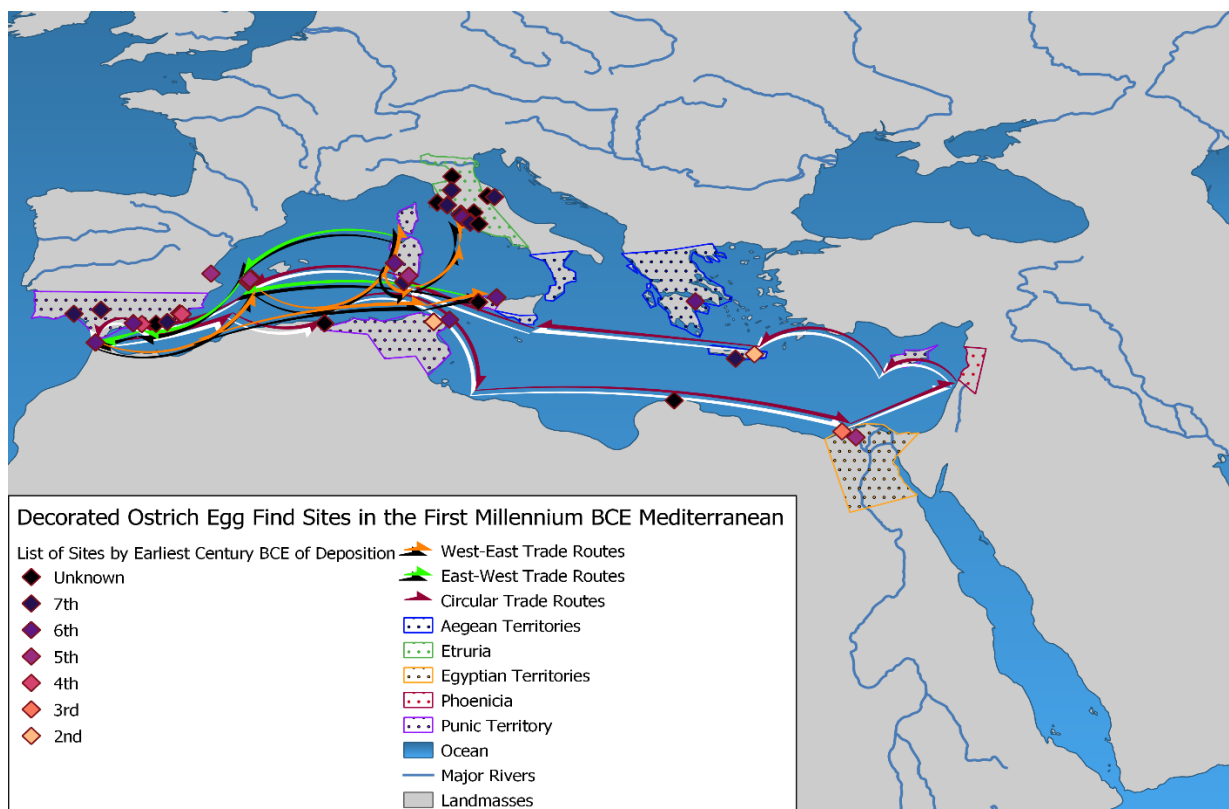 Decorated Ostrich Egg Find Sites in the First Millennium BCE Mediterranean
List of Sites by Earliest Century BCE of Deposition
Unknown
7th
6th
5th
4th
3rd
2nd
West-East Trade Routes
East-West Trade Routes
Circular Trade Routes
Aegean Territories
Etruria
Egyptian Territories
Phoenicia
Punic Territory
Ocean
Major Rivers
Landmasses